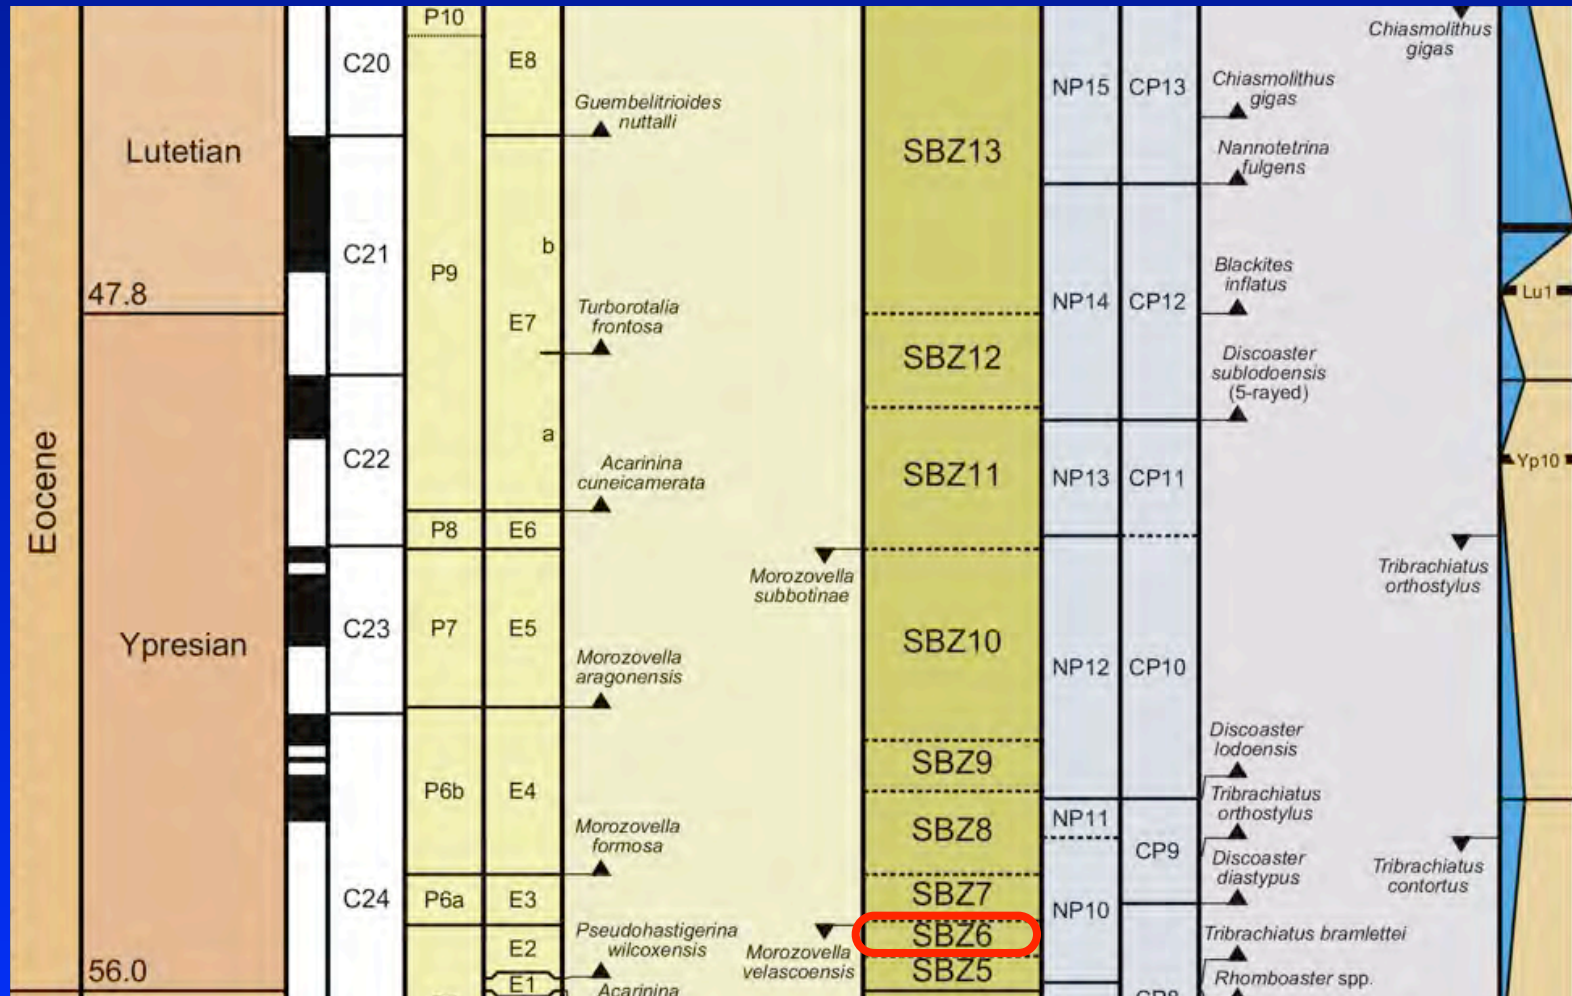 Eocene
Lutetian
47.8
Ypresian
56.0
C20
C21
C22
C23
C24
P10
P9
P8
P7
P6b
P6a
E8
b
E7
a
E6
E5
E4
E3
E2
E1
Guembelitrioides
nuttalli
Turborotalia
frontosa
Acarinina
cuneicamerata
Morozovella
subbotinae
Morozovella
aragonensis
Morozovella
formosa
Pseudohastigerina
wilcoxensis
Morozovella
velascoensis
Acarinina
SBZ13
SBZ12
SBZ11
SBZ10
SBZ9
SBZ8
SBZ7
SBZ6
SBZ5
NP15
NP14
NP13
NP12
NP11
NP10
CP13
CP12
CP11
CP10
CP9
CP8
Chiasmolithus
gigas
Chiasmolithus
gigas
Nannotetrina
fulgens
Blackites
inflatus
Discoaster
sublodoensis
(5-rayed)
Tribrachiatus
orthostylus
Discoaster
lodoensis
Tribrachiatus
orthostylus
Discoaster
diastypus
Tribrachiatus
contortus
Tribrachiatus bramlettei
Rhomboaster spp.
Lu1
Yp10